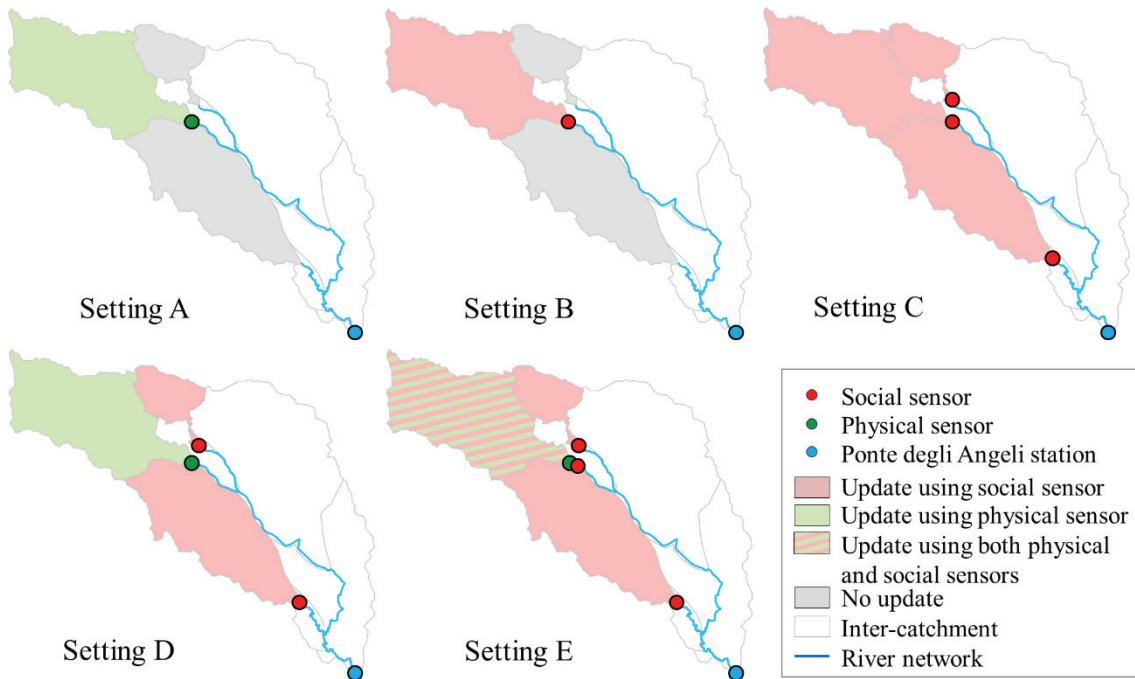 Setting A
Setting B
Setting C
Setting D
Setting E
Social sensor
Physical sensor
Ponte degli Angeli station
Update using social sensor
Update using physical sensor
Update using both physical
and social sensors
No update
Inter-catchment
River network